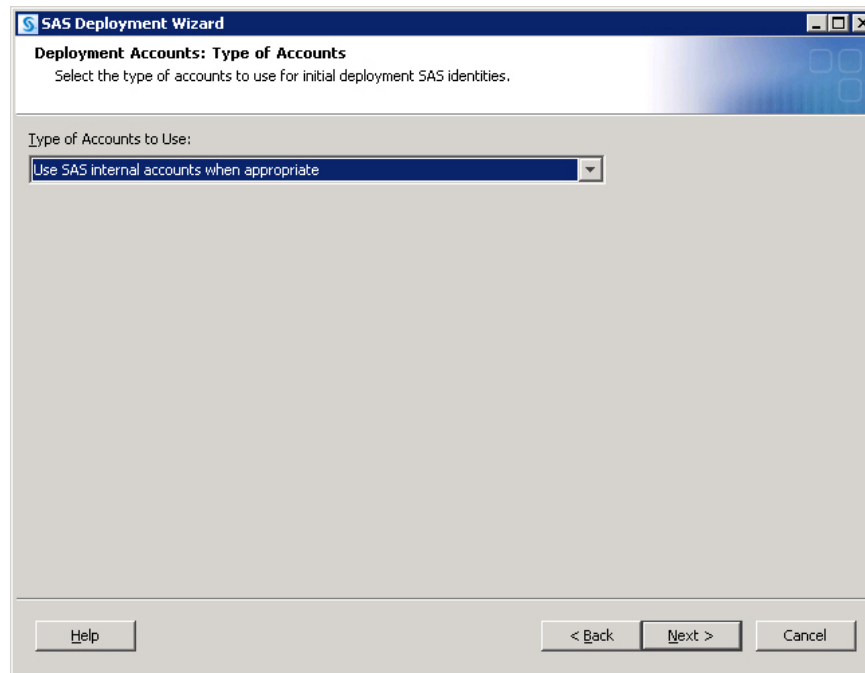 SAS Deployment Wizard
Deployment Accounts: Type of Accounts
Select the type of accounts to use for initial deployment SAS identities.
Type of Accounts to Use:
Use SAS internal accounts when appropriate
Help
< Back
Next >
Cancel